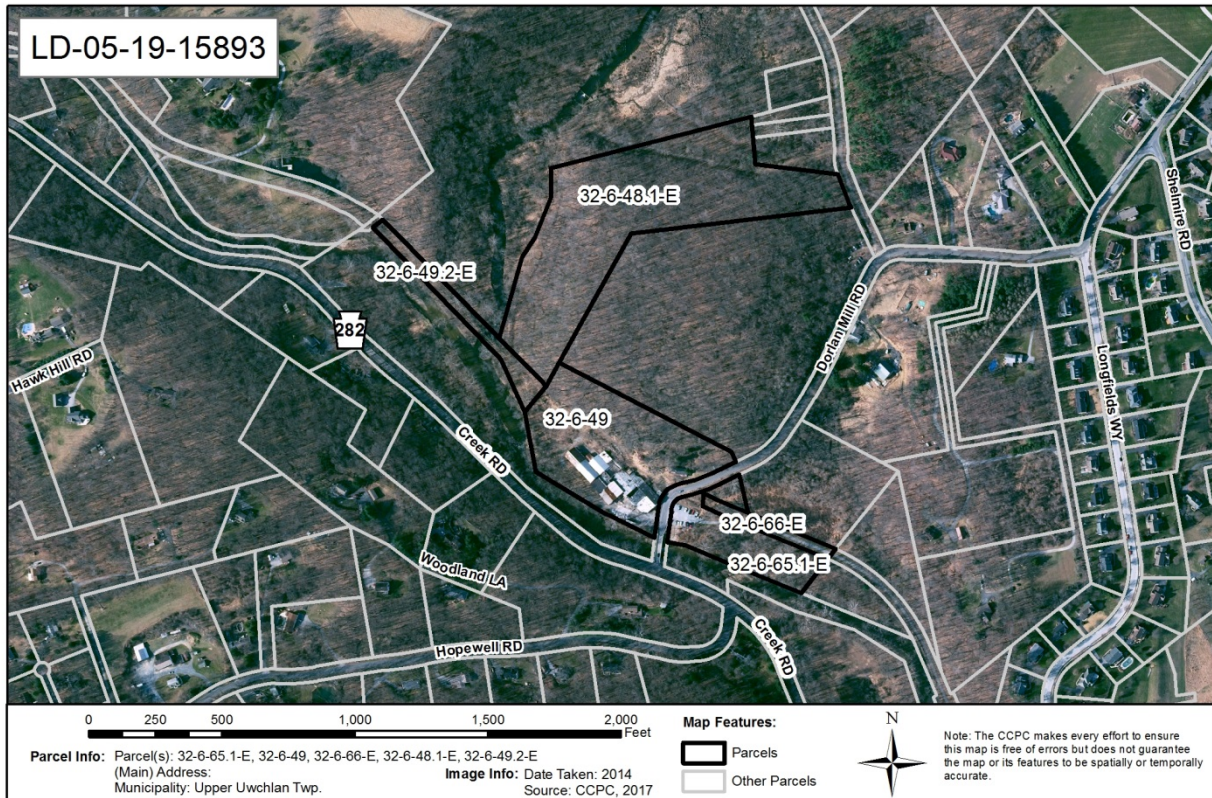 LD-05-19-15893
32-6-48.1-E
32-6-49.2-E
282
Hawk Hill RD
Dorlan Mill RD
Shelmire RD
Longfields WY
32-6-49
Creek RD
32-6-66-E
32-6-65.1-E
Woodland LA
Hopewell RD
Creek RD
0 250 500 1,000 1,500 2,000
Feet
Parcel Info: Parcel(s): 32-6-65.1-E, 32-6-49, 32-6-66-E, 32-6-48.1-E, 32-6-49.2-E
(Main) Address:
Municipality: Upper Uwchlan Twp.
Image Info: Date Taken: 2014
Source: CCPC, 2017
Map Features:
Parcels
Other Parcels
N
Note: The CCPC makes every effort to ensure
this map is free of errors but does not guarantee
the map or its features to be spatially or temporally
accurate.